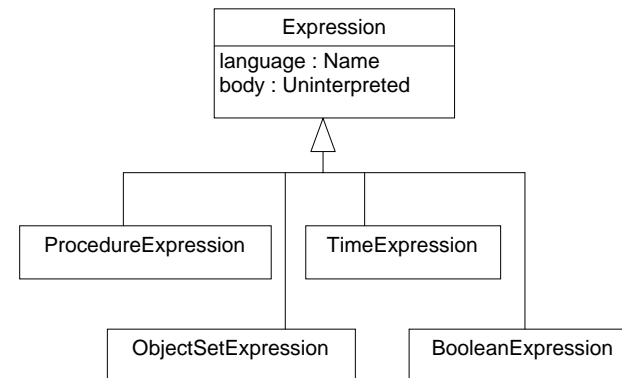 Expression
language : Name
body : Uninterpreted
ProcedureExpression
TimeExpression
ObjectSetExpression
BooleanExpression